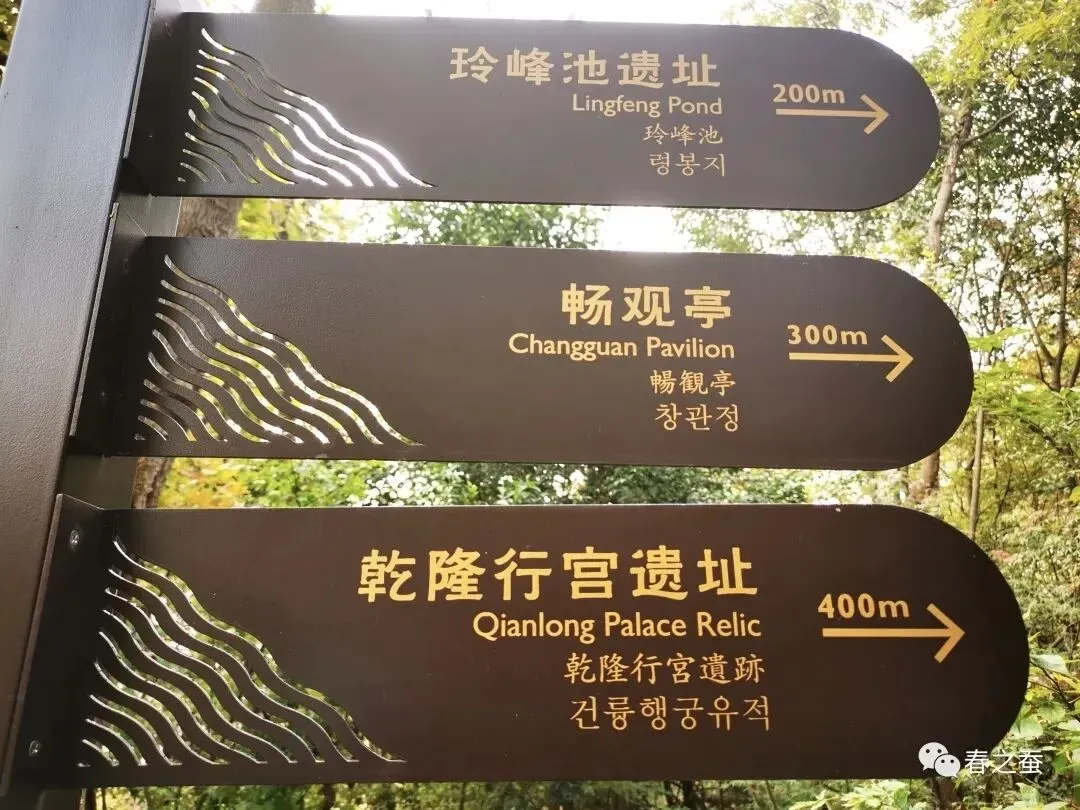 玲峰池遗址
Lingfeng Pond
玲峰池
령봉지
200m
畅观亭
Changguan Pavilion
暢観亭
창관정
300m
乾隆行宫遗址
Qianlong Palace Relic
乾隆行宮遺跡
건륭행궁유적
400m
春之蚕